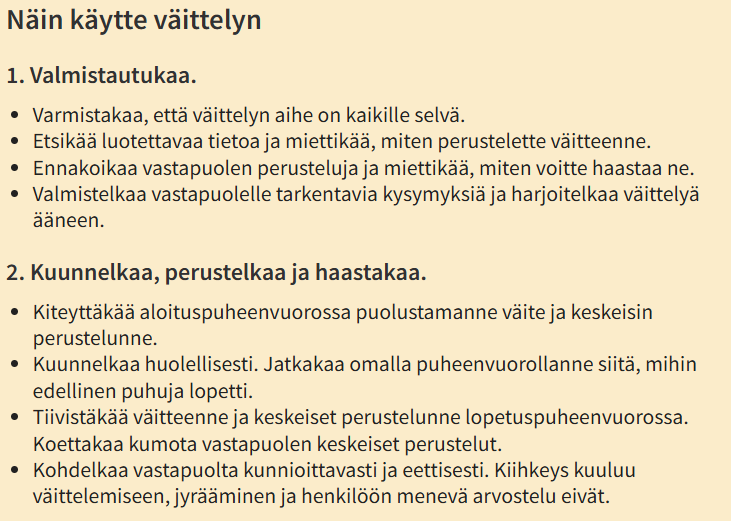 Näin käytte väittelyn
1. Valmistautukaa.
• Varmistakaa, että väittelyn aihe on kaikille selvä.
• Etsikää luotettavaa tietoa ja miettikää, miten perustelette väitteenne.
• Ennakoikaa vastapuolen perusteluja ja miettikää, miten voitte haastaa ne.
• Valmistelkaa vastapuolelle tarkentavia kysymyksiä ja harjoitelkaa väittelyä
ääneen.
2. Kuunnelkaa, perustelkaa ja haastakaa.
• Kiteyttäkää aloituspuheenvuorossa puolustamanne väite ja keskeisin
perustelunne.
• Kuunnelkaa huolellisesti. Jatkakaa omalla puheenvuorollanne siitä, mihin
edellinen puhuja lopetti.
• Tiivistäkää väitteenne ja keskeiset perustelunne lopetuspuheenvuorossa.
Koettakaa kumota vastapuolen keskeiset perustelut.
• Kohdelkaa vastapuolta kunnioittavasti ja eettisesti. Kiihkeys kuuluu
väittelemiseen, jyrääminen ja henkilöön menevä arvostelu eivät.